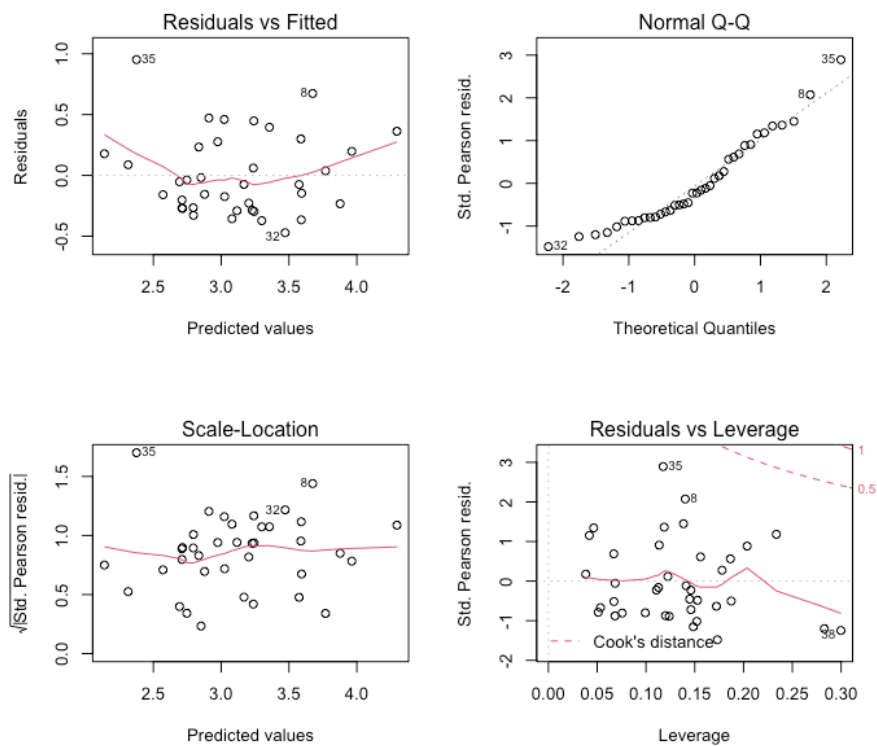 Residuals vs Fitted
Residuals
1.0
0.5
0.0
-0.5
35
8
32
2.5 3.0 3.5 4.0
Predicted values
Normal Q-Q
Std. Pearson resid.
3
2
1
0
-1
35
8
32
-2 -1 0 1 2
Theoretical Quantiles
Scale-Location
√|Std. Pearson resid.|
1.5
1.0
0.5
0.0
35
8
32
2.5 3.0 3.5 4.0
Predicted values
Residuals vs Leverage
Std. Pearson resid.
3
2
1
0
-1
-2
1
0.5
35
8
38
Cook's distance
0.00 0.05 0.10 0.15 0.20 0.25 0.30
Leverage